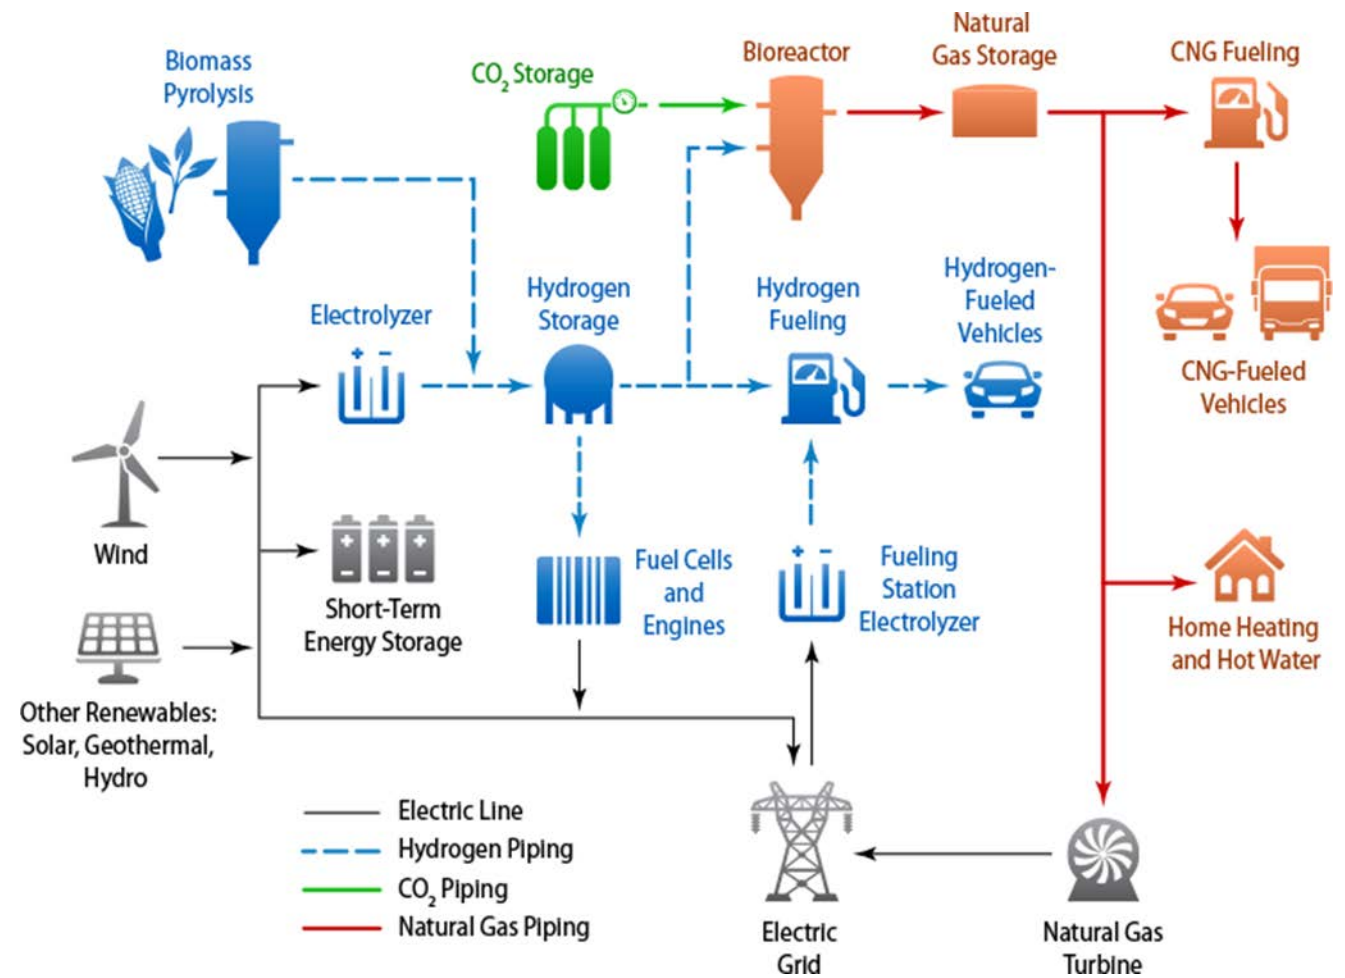 Biomass
Pyrolysis
CO₂ Storage
Bioreactor
Natural
Gas Storage
CNG Fueling
Electrolyzer
+ −
Hydrogen
Storage
Hydrogen
Fueling
Hydrogen-
Fueled
Vehicles
CNG-Fueled
Vehicles
Wind
Short-Term
Energy Storage
Fuel Cells
and
Engines
+ −
Fueling
Station
Electrolyzer
Home Heating
and Hot Water
Other Renewables:
Solar, Geothermal,
Hydro
Electric Line
Hydrogen Piping
CO₂ Piping
Natural Gas Piping
Electric
Grid
Natural Gas
Turbine